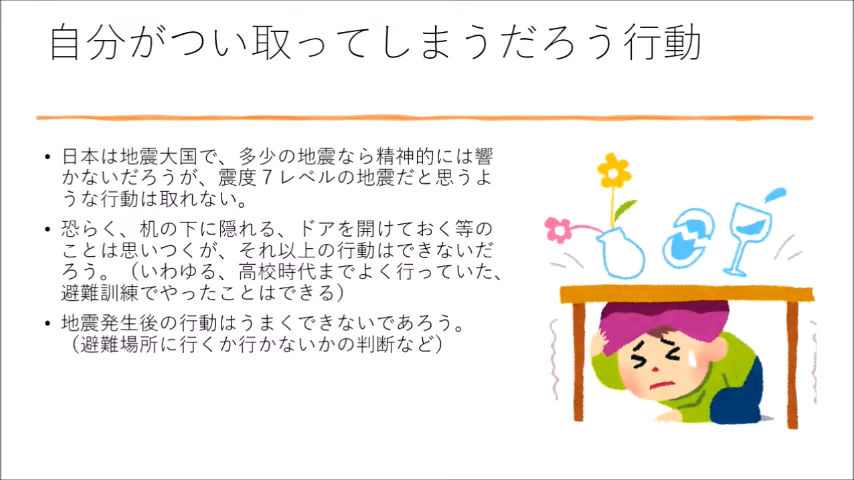 自分がつい取ってしまうだろう行動
• 日本は地震大国で、多少の地震なら精神的には響
かないだろうが、震度７レベルの地震だと思うよ
うな行動は取れない。
• 恐らく、机の下に隠れる、ドアを開けておく等の
ことは思いつくが、それ以上の行動はできないだ
ろう。（いわゆる、高校時代までよく行っていた、
避難訓練でやったことはできる）
• 地震発生後の行動はうまくできないであろう。
（避難場所に行くか行かないかの判断など）